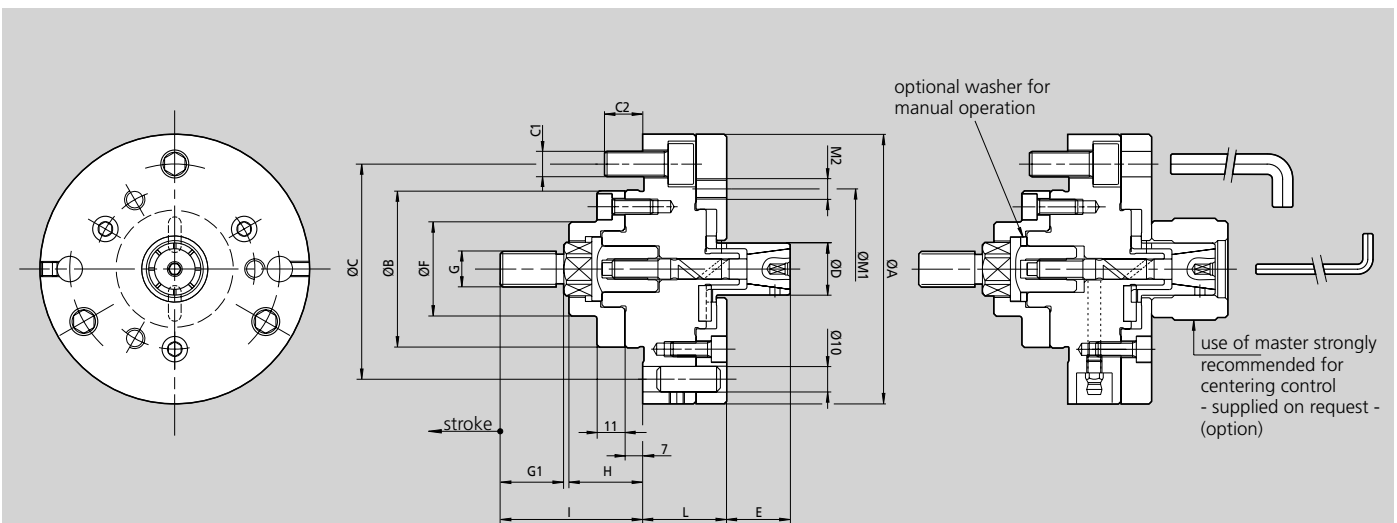 optional washer for
manual operation
C2
C1
M2
ØC
ØB
ØF
G
ØD
ØM1
ØA
Ø10
use of master strongly
recommended for
centering control
- supplied on request -
(option)
stroke
11
7
G1
H
I
L
E